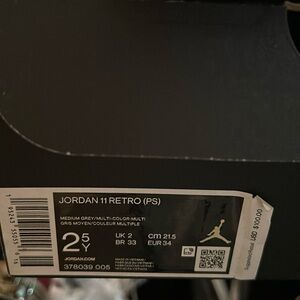 JORDAN 11 RETRO (PS)
MEDIUM GREY/MULTI-COLOR-MULTI
GRIS MOYEN/COULEUR MULTIPLE
2.5Y
UK 2
BR 33
cm 21.5
EUR 34
JORDAN.COM
378039 005
USD $100.00